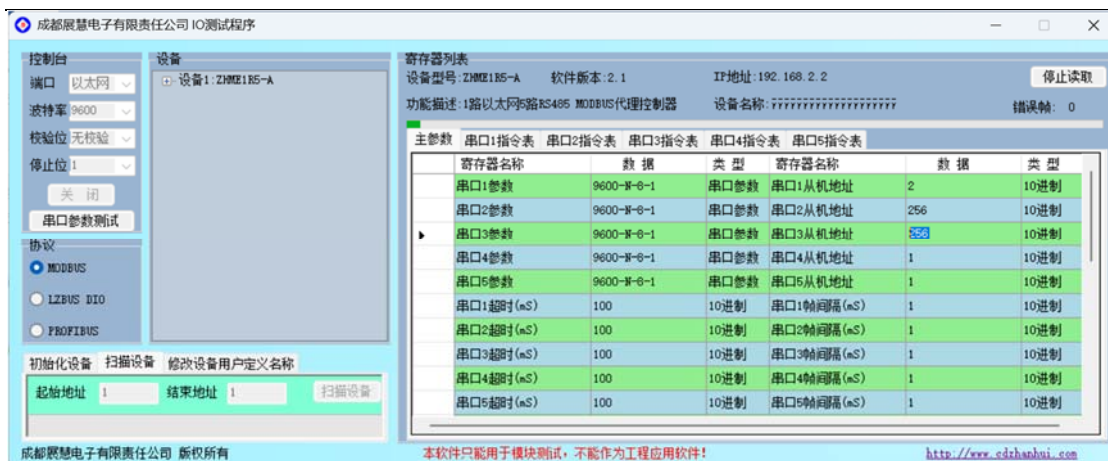 成都展慧电子有限责任公司 IO测试程序
控制台
端口 以太网
波特率 9600
校验位 无校验
停止位 1
关 闭
串口参数测试
协议
MODBUS
LZBUS DIO
PROFIBUS
设备
设备1:ZHME1R5-A
初始化设备 扫描设备 修改设备用户定义名称
起始地址 1 结束地址 1 扫描设备
寄存器列表
设备型号:ZHME1R5-A 软件版本:2.1 IP地址:192.168.2.2 停止读取
功能描述:1路以太网5路RS485 MODBUS代理控制器 设备名称: 错误帧: 0
主参数 串口1指令表 串口2指令表 串口3指令表 串口4指令表 串口5指令表
寄存器名称 数 据 类 型 寄存器名称 数 据 类 型
串口1参数 9600-N-8-1 串口参数 串口1从机地址 2 10进制
串口2参数 9600-N-8-1 串口参数 串口2从机地址 256 10进制
串口3参数 9600-N-8-1 串口参数 串口3从机地址 256 10进制
串口4参数 9600-N-8-1 串口参数 串口4从机地址 1 10进制
串口5参数 9600-N-8-1 串口参数 串口5从机地址 1 10进制
串口1超时(mS) 100 10进制 串口1帧间隔(mS) 1 10进制
串口2超时(mS) 100 10进制 串口2帧间隔(mS) 1 10进制
串口3超时(mS) 100 10进制 串口3帧间隔(mS) 1 10进制
串口4超时(mS) 100 10进制 串口4帧间隔(mS) 1 10进制
串口5超时(mS) 100 10进制 串口5帧间隔(mS) 1 10进制
成都展慧电子有限责任公司 版权所有 本软件只能用于模块测试，不能作为工程应用软件! http://www.cdzhanhui.com